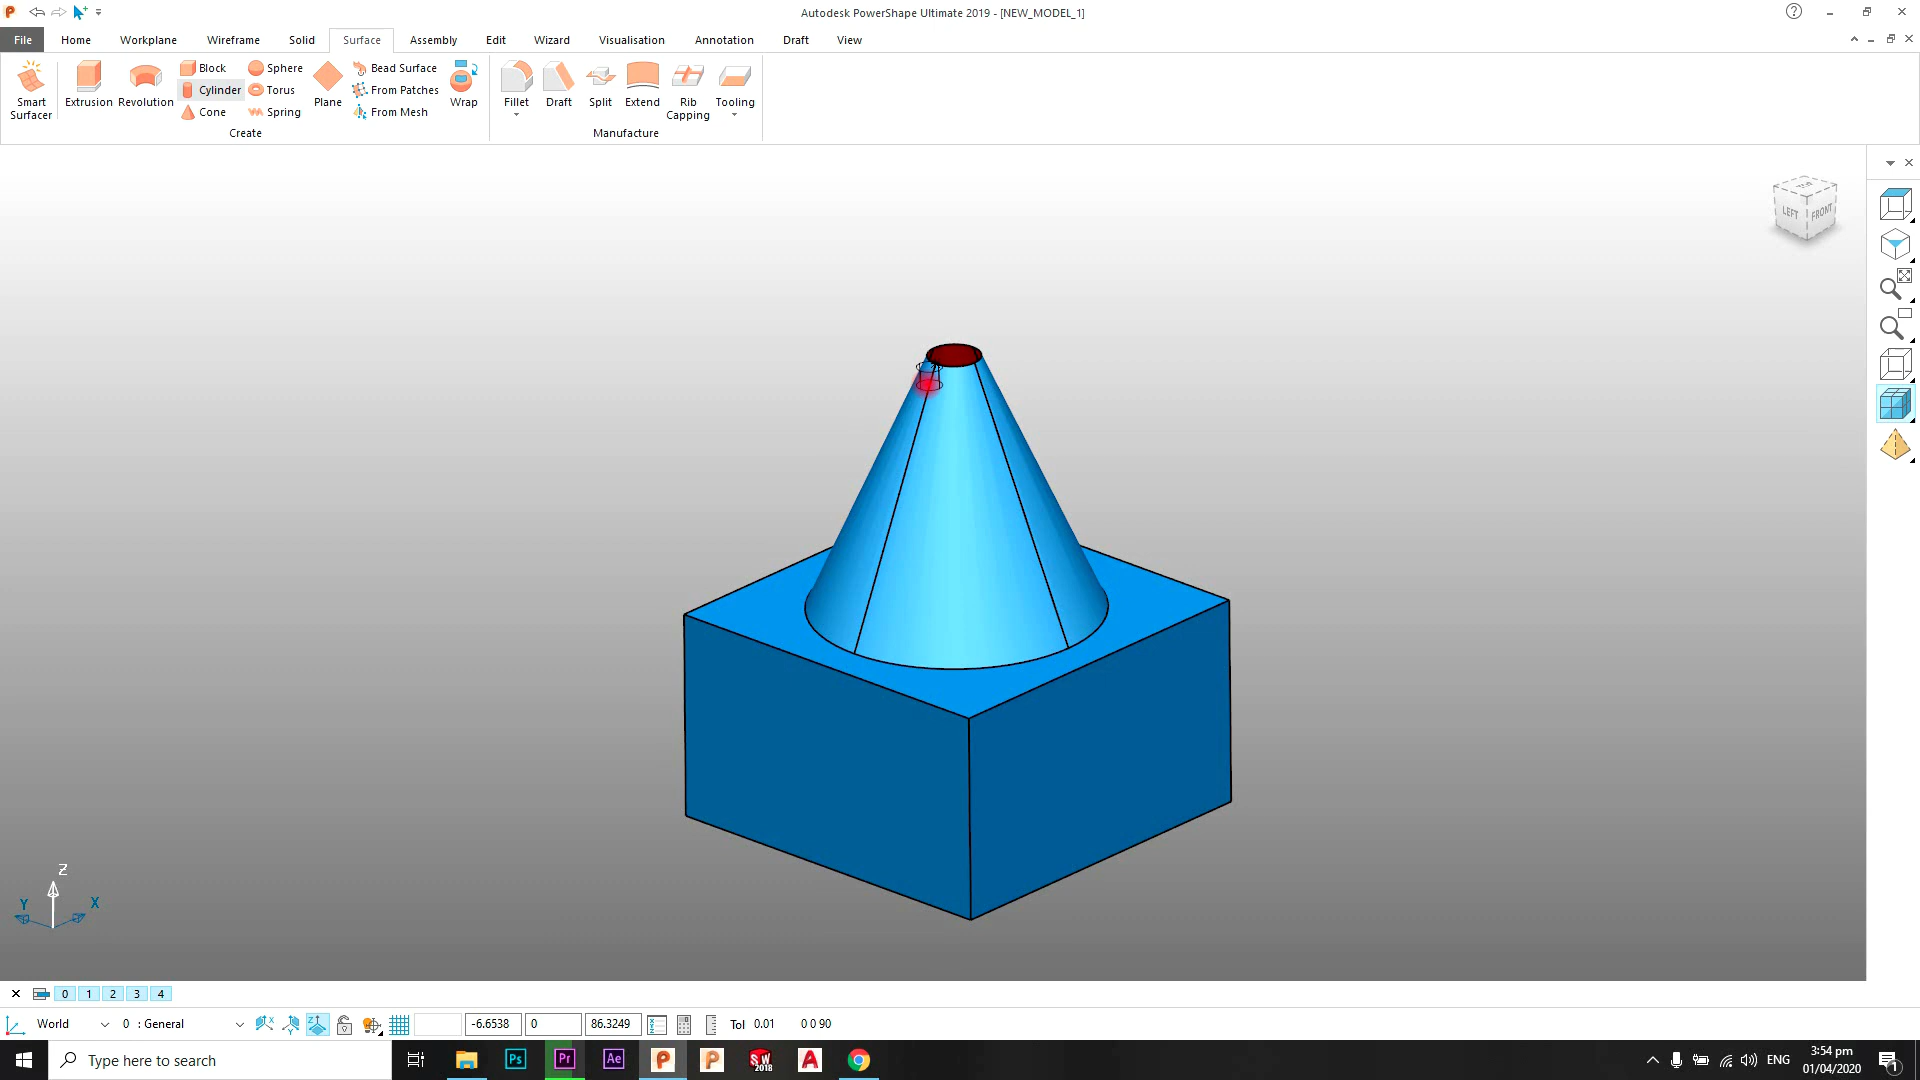 Autodesk PowerShape Ultimate 2019 - [NEW_MODEL_1]
File Home Workplane Wireframe Solid Surface Assembly Edit Wizard Visualisation Annotation Draft View
Smart Surfacer
Extrusion
Revolution
Block
Cylinder
Cone
Sphere
Torus
Spring
Plane
Bead Surface
From Patches
From Mesh
Wrap
Create
Fillet
Draft
Split
Extend
Rib Capping
Tooling
Manufacture
TOP
LEFT
FRONT
Z
Y
X
0 1 2 3 4
World 0 : General -6.6538 0 86.3249 Tol 0.01 0 0 90
Type here to search
Ps
Pr
Ae
SW
2018
ENG
3:54 pm
01/04/2020
1